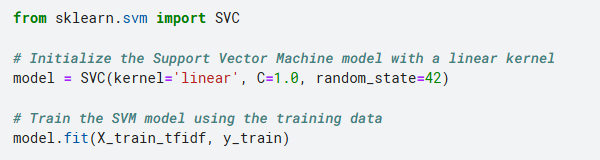 from sklearn.svm import SVC
# Initialize the Support Vector Machine model with a linear kernel
model = SVC(kernel='linear', C=1.0, random_state=42)
# Train the SVM model using the training data
model.fit(X_train_tfidf, y_train)